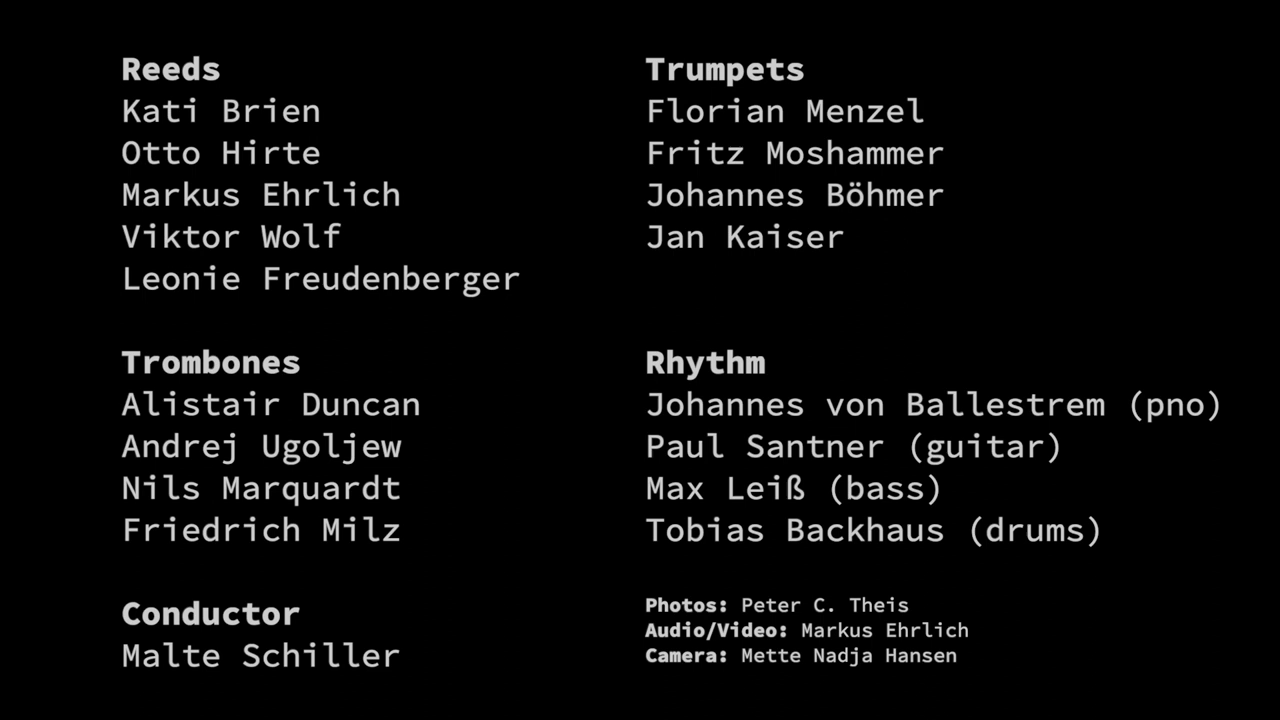 Reeds
Kati Brien
Otto Hirte
Markus Ehrlich
Viktor Wolf
Leonie Freudenberger
Trumpets
Florian Menzel
Fritz Moshammer
Johannes Böhmer
Jan Kaiser
Trombones
Alistair Duncan
Andrej Ugoljew
Nils Marquardt
Friedrich Milz
Rhythm
Johannes von Ballestrem (pno)
Paul Santner (guitar)
Max Leiß (bass)
Tobias Backhaus (drums)
Conductor
Malte Schiller
Photos: Peter C. Theis
Audio/Video: Markus Ehrlich
Camera: Mette Nadja Hansen